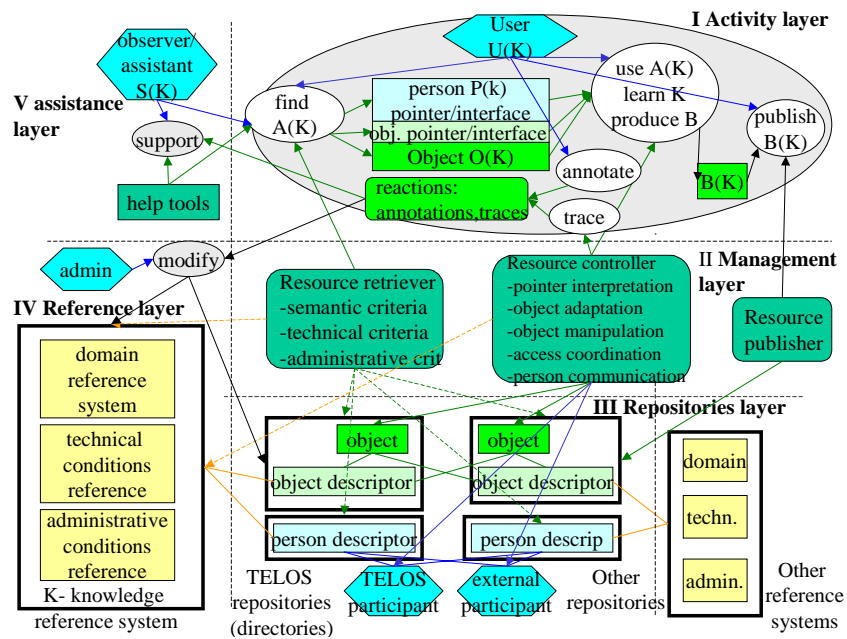 observer/
assistant
S(K)
V assistance
layer
support
help tools
User
U(K)
I Activity layer
find
A(K)
person P(k)
pointer/interface
obj. pointer/interface
Object O(K)
use A(K)
learn K
produce B
publish
B(K)
B(K)
annotate
trace
reactions:
annotations,traces
admin
modify
II Management
layer
Resource retriever
-semantic criteria
-technical criteria
-administrative crit
Resource controller
-pointer interpretation
-object adaptation
-object manipulation
-access coordination
-person communication
Resource
publisher
IV Reference layer
domain
reference
system
technical
conditions
reference
administrative
conditions
reference
K- knowledge
reference system
III Repositories layer
object
object descriptor
person descriptor
object
object descriptor
person descrip
TELOS
repositories
(directories)
TELOS
participant
external
participant
Other
repositories
domain
techn.
admin.
Other
reference
systems